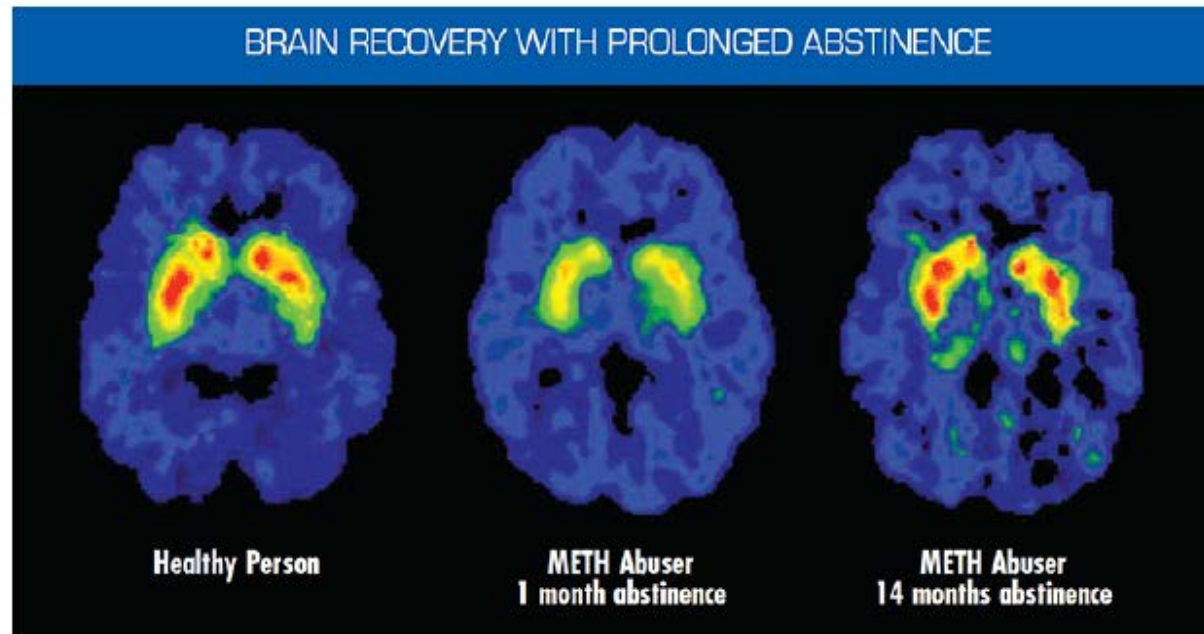 BRAIN RECOVERY WITH PROLONGED ABSTINENCE
Healthy Person
METH Abuser
1 month abstinence
METH Abuser
14 months abstinence